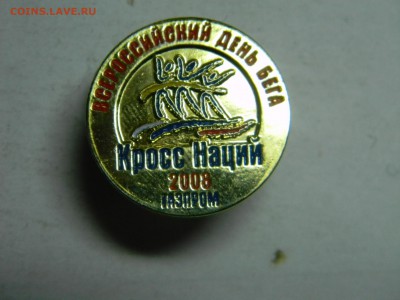 COINS.LAVE.RU
ВСЕРОССИЙСКИЙ ДЕНЬ БЕГА
Кросс Наций
2008
ГАЗПРОМ